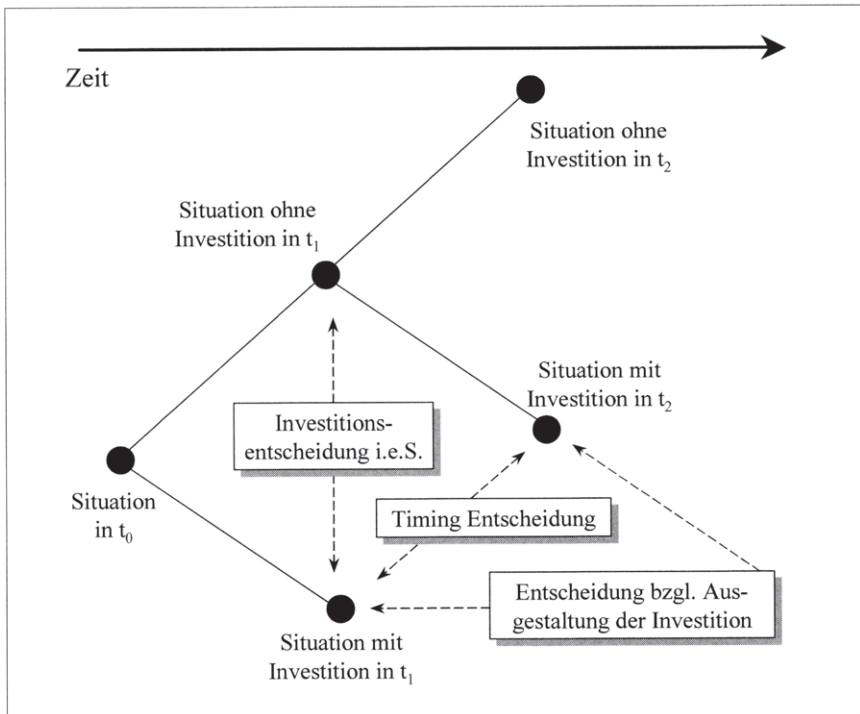 Zeit
Situation ohne
Investition in t₂
Situation ohne
Investition in t₁
Situation mit
Investition in t₂
Investitions-
entscheidung i.e.S.
Situation
in t₀
Timing Entscheidung
Entscheidung bzgl. Aus-
gestaltung der Investition
Situation mit
Investition in t₁